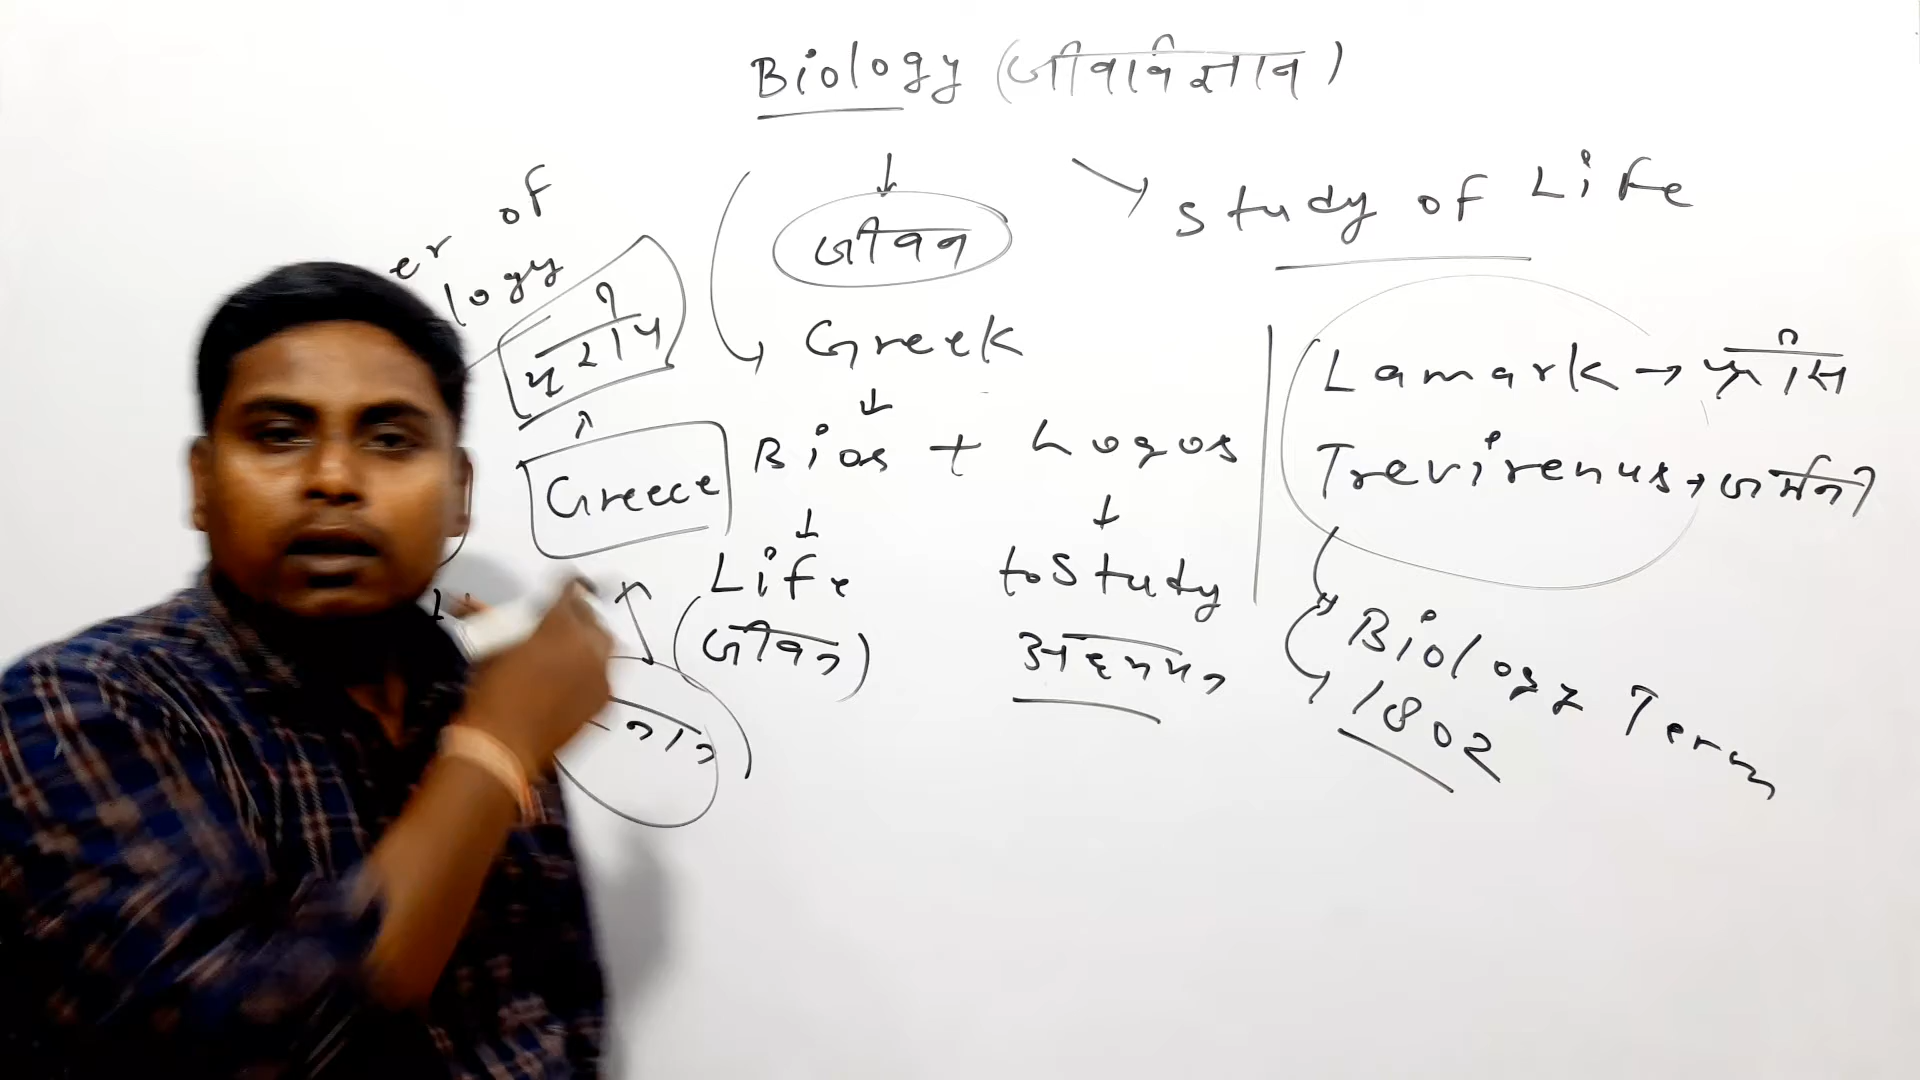 Biology (जीवविज्ञान)
जीवन
study of Life
of
er
logy
यूरोप
Greek
Greece
Bios + Logos
Life
to study
(जीवन)
अध्ययन
Lamark → फ्रांस
Trevirenus → जर्मनी
Biology Term
1802